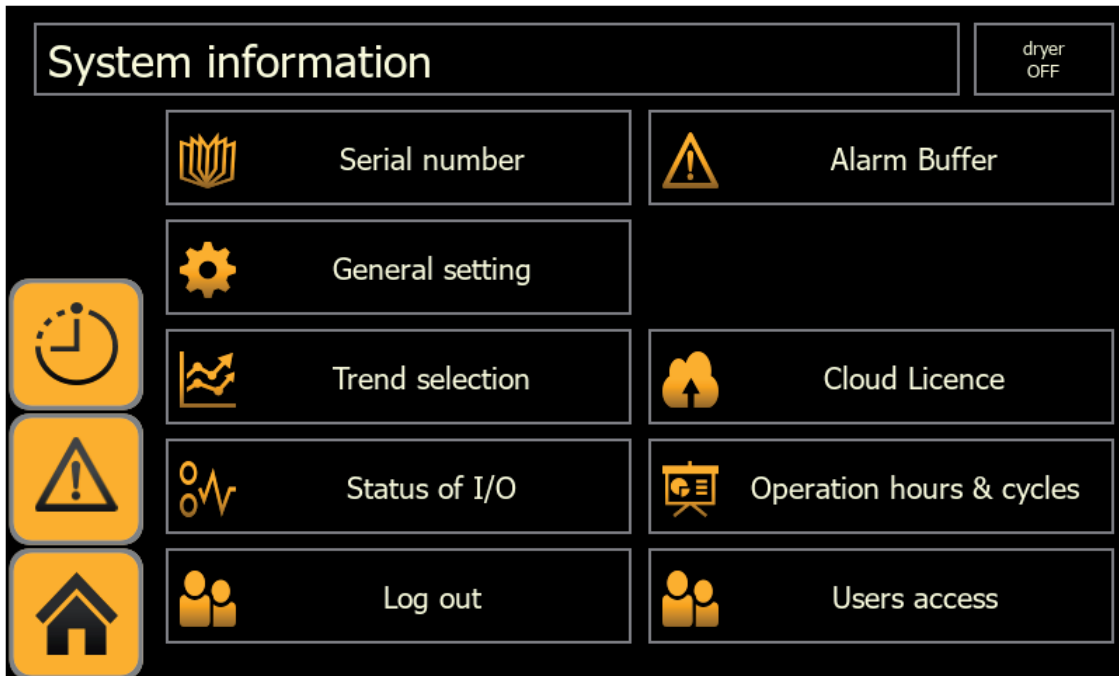 System information
dryer
OFF
Serial number
Alarm Buffer
General setting
Trend selection
Cloud Licence
Status of I/O
Operation hours & cycles
Log out
Users access